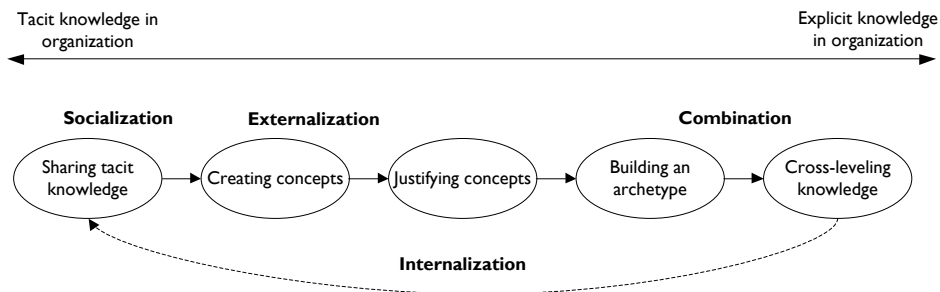 Tacit knowledge in
organization
Explicit knowledge
in organization
Socialization
Externalization
Combination
Sharing tacit
knowledge
Creating concepts
Justifying concepts
Building an
archetype
Cross-leveling
knowledge
Internalization